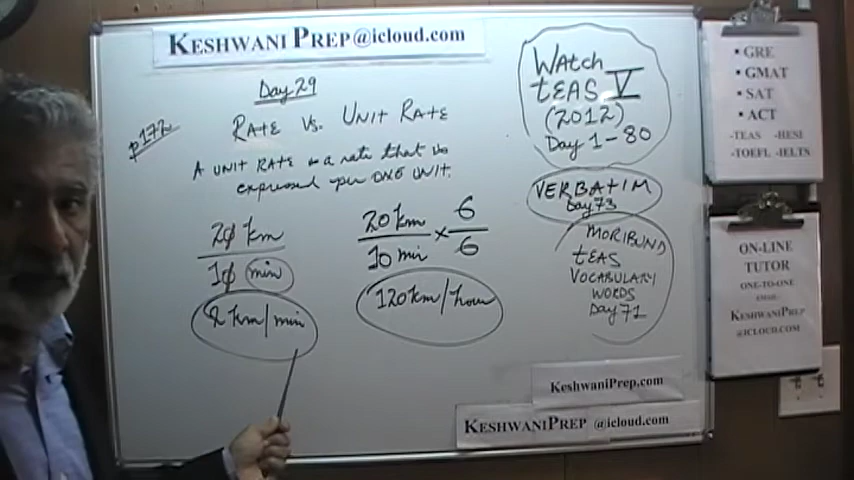 KESHWANI PREP@icloud.com
Day 29
p172
RATE vs. UNIT RATE
A UNIT RATE is a rate that is
expressed per ONE UNIT.
20 km
10 min
2 km/min
20 km
10 min
×
6
6
120 km/hour
WATCH
TEAS V
(2012)
Day 1-80
VERBATIM
Day 73
MORIBUND
TEAS
VOCABULARY
WORDS
Day 71
KESHWANIPREP.com
KESHWANIPREP @icloud.com
• GRE
• GMAT
• SAT
• ACT
-TEAS -HESI
-TOEFL -IELTS
ON-LINE
TUTOR
ONE-TO-ONE
KESHWANIPREP
@ICLOUD.COM